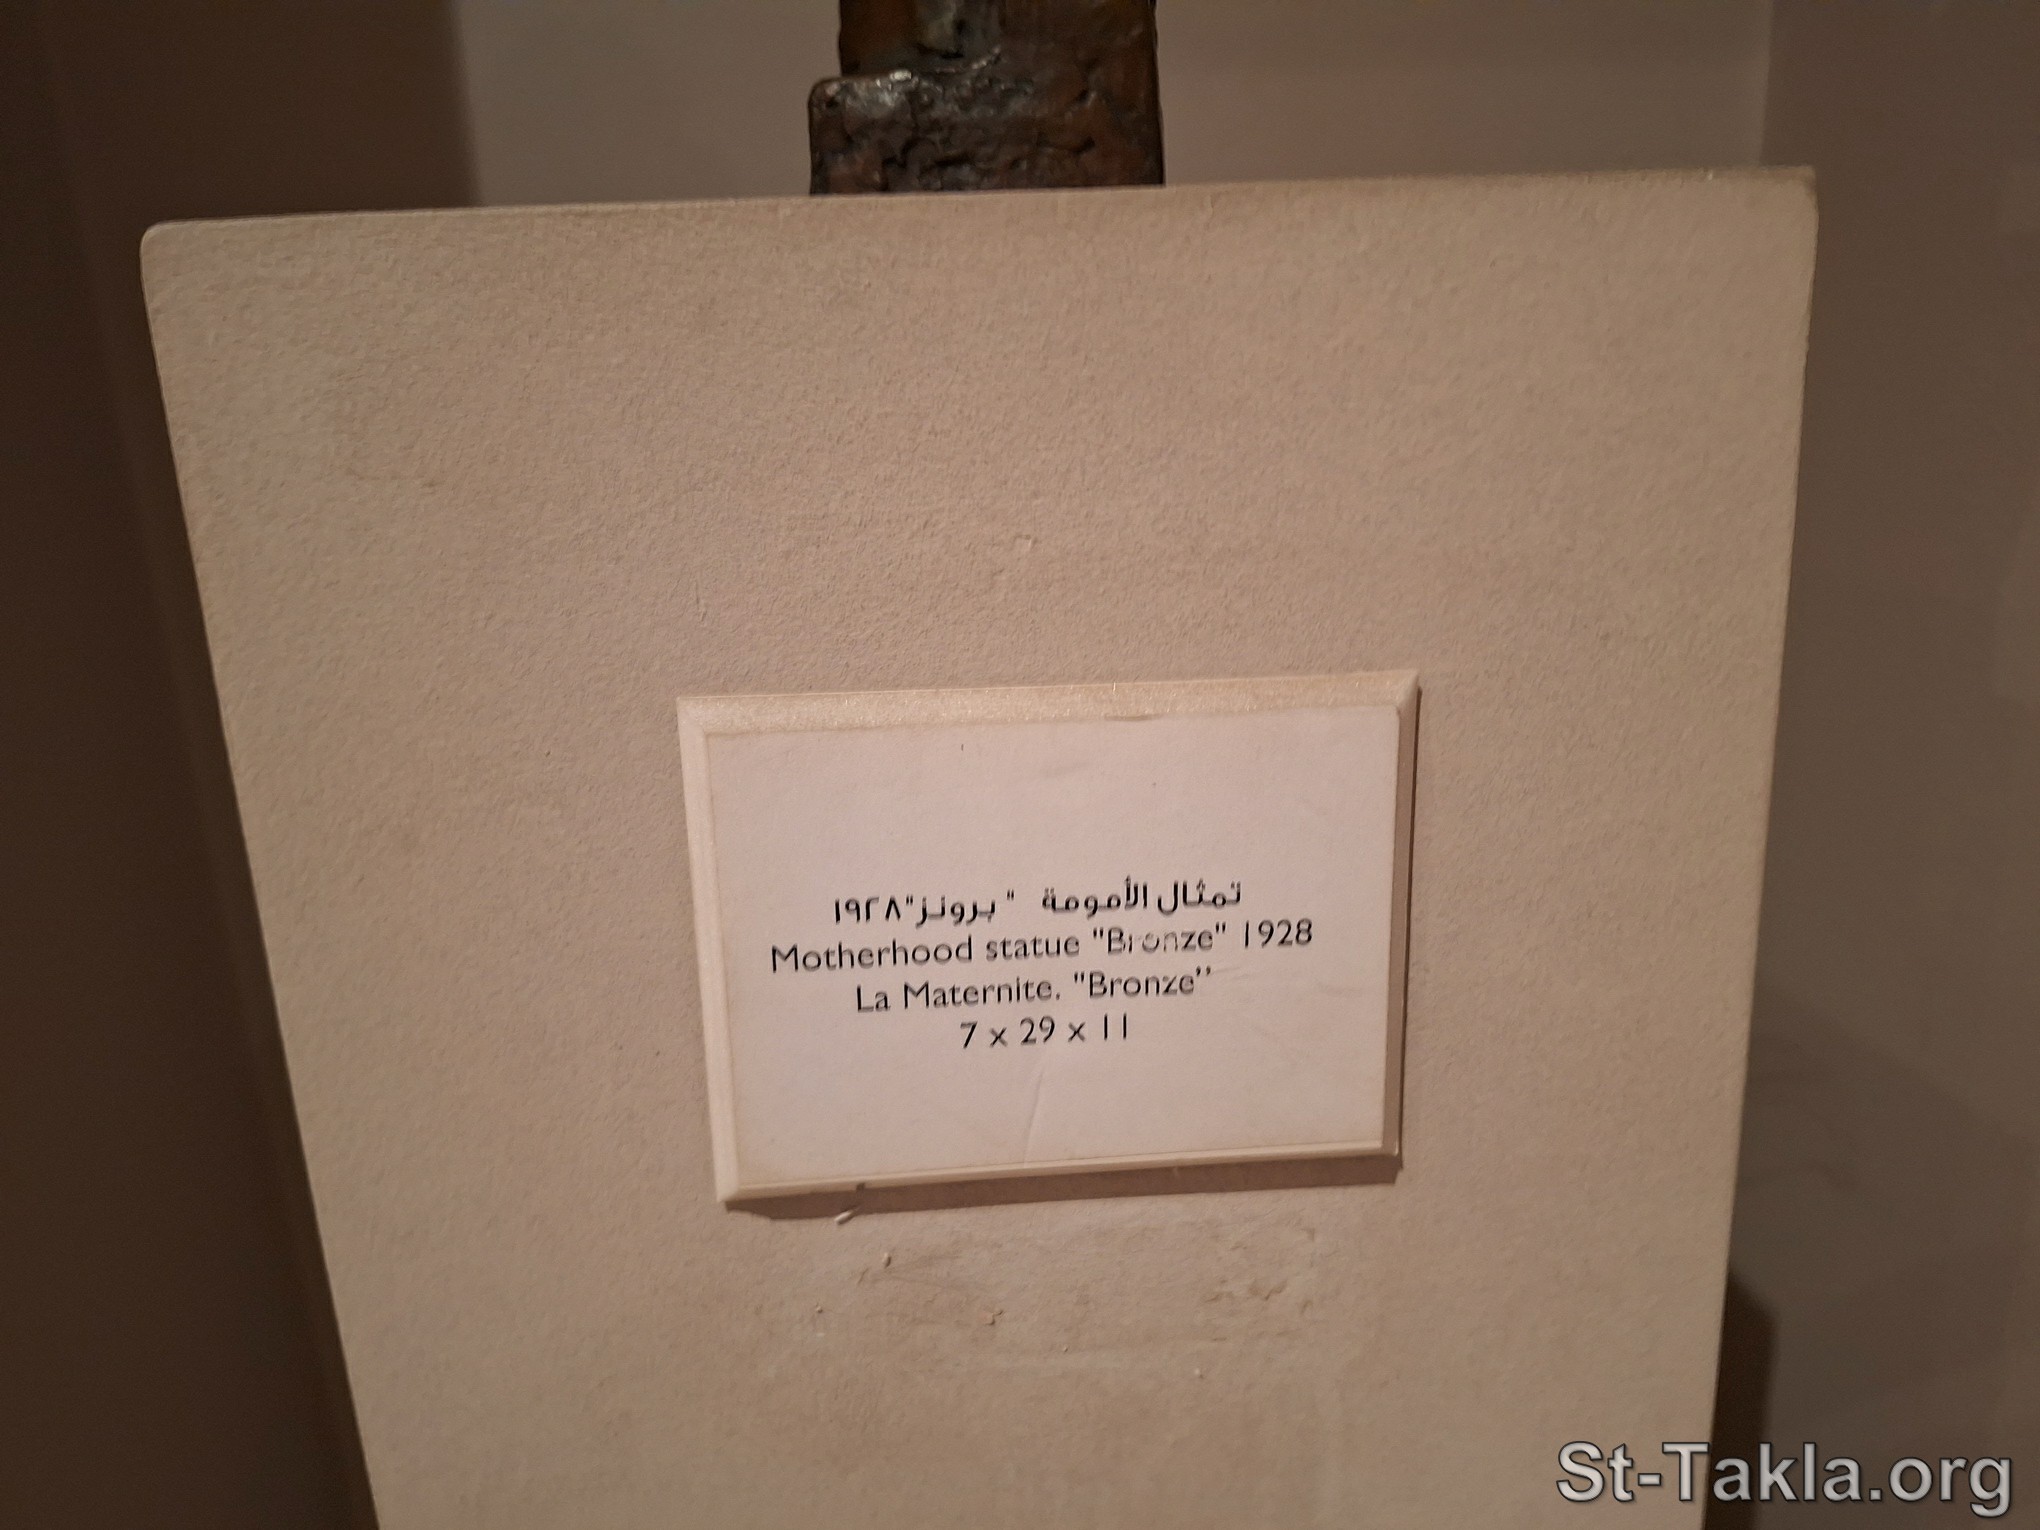 تمثال الأمومة " برونز"١٩٢٨
Motherhood statue "Bronze" 1928
La Maternite. "Bronze''
7 x 29 x 11
St-Takla.org